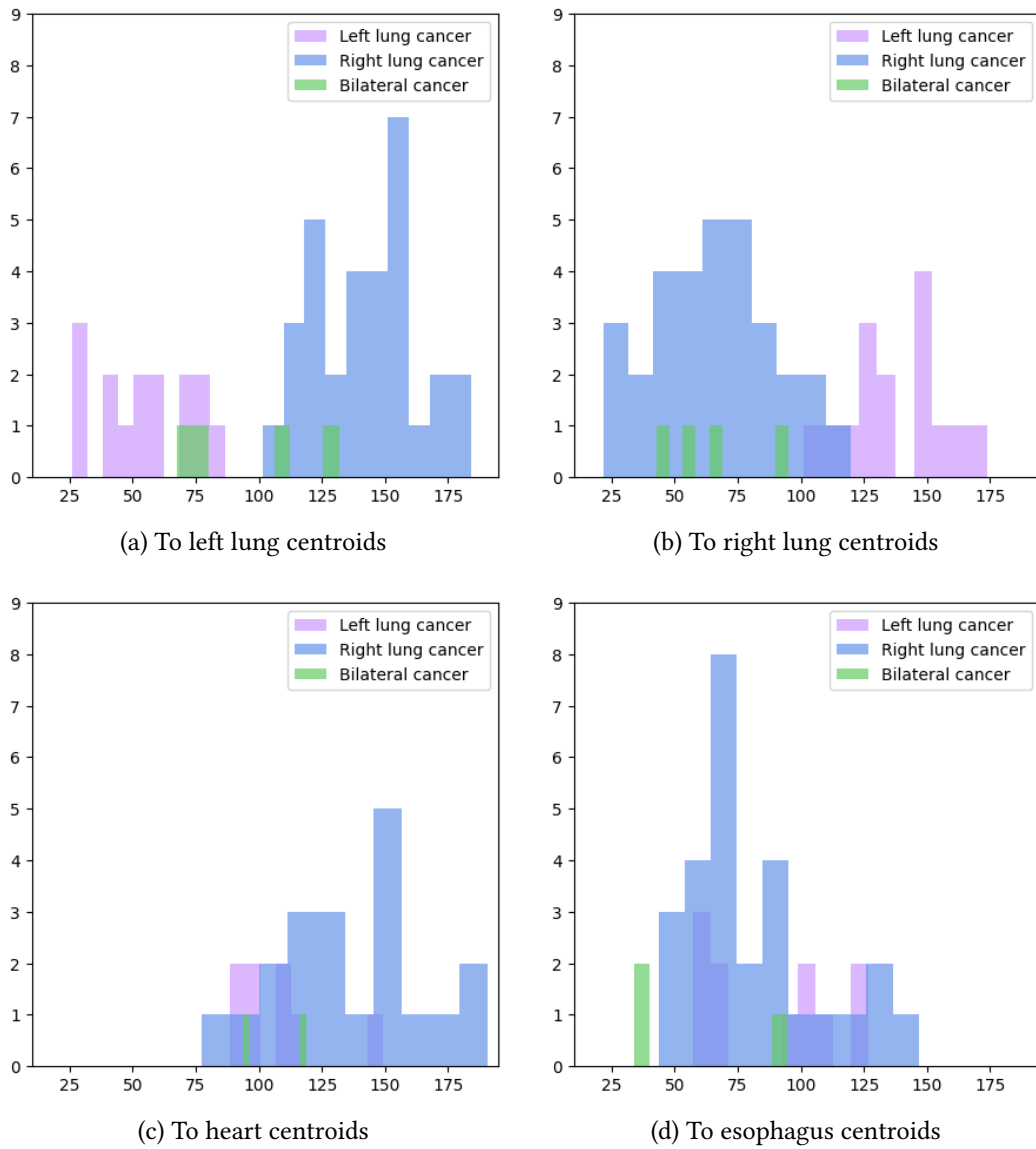 9
8
7
6
5
4
3
2
1
0
25 50 75 100 125 150 175
Left lung cancer
Right lung cancer
Bilateral cancer
(a) To left lung centroids
9
8
7
6
5
4
3
2
1
0
25 50 75 100 125 150 175
Left lung cancer
Right lung cancer
Bilateral cancer
(b) To right lung centroids
9
8
7
6
5
4
3
2
1
0
25 50 75 100 125 150 175
Left lung cancer
Right lung cancer
Bilateral cancer
(c) To heart centroids
9
8
7
6
5
4
3
2
1
0
25 50 75 100 125 150 175
Left lung cancer
Right lung cancer
Bilateral cancer
(d) To esophagus centroids